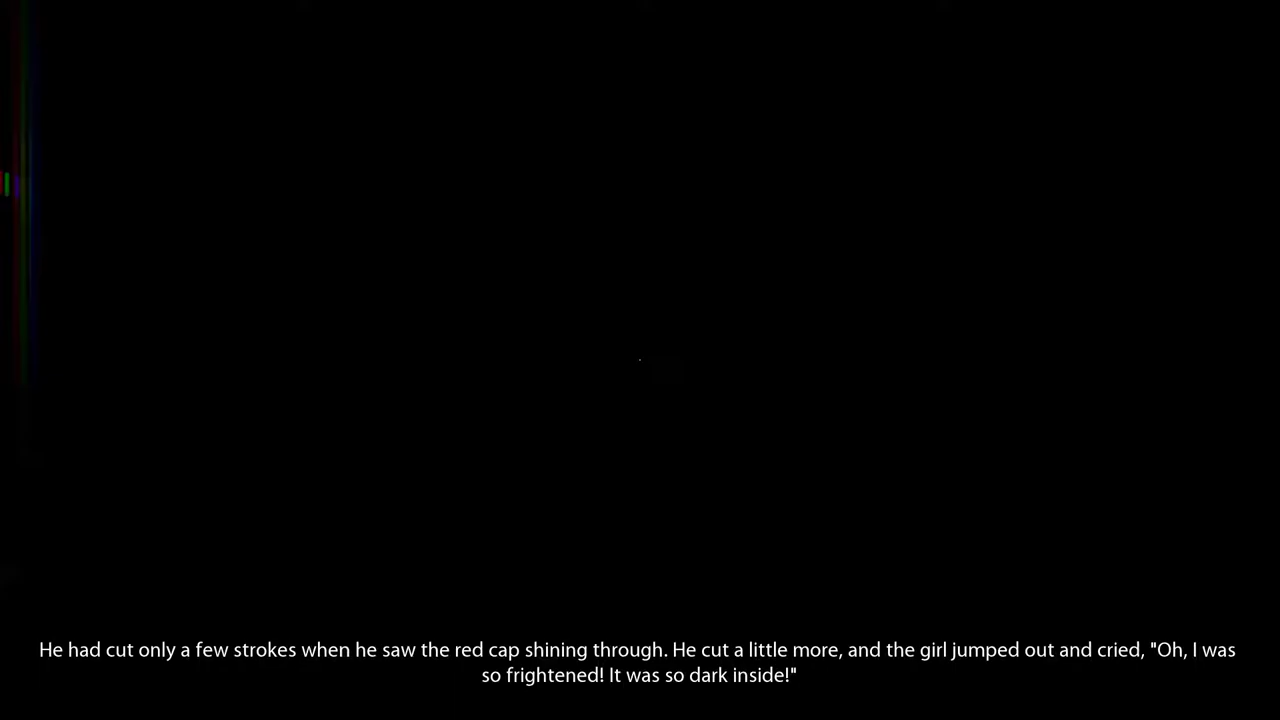 He had cut only a few strokes when he saw the red cap shining through. He cut a little more, and the girl jumped out and cried, "Oh, I was
so frightened! It was so dark inside!"